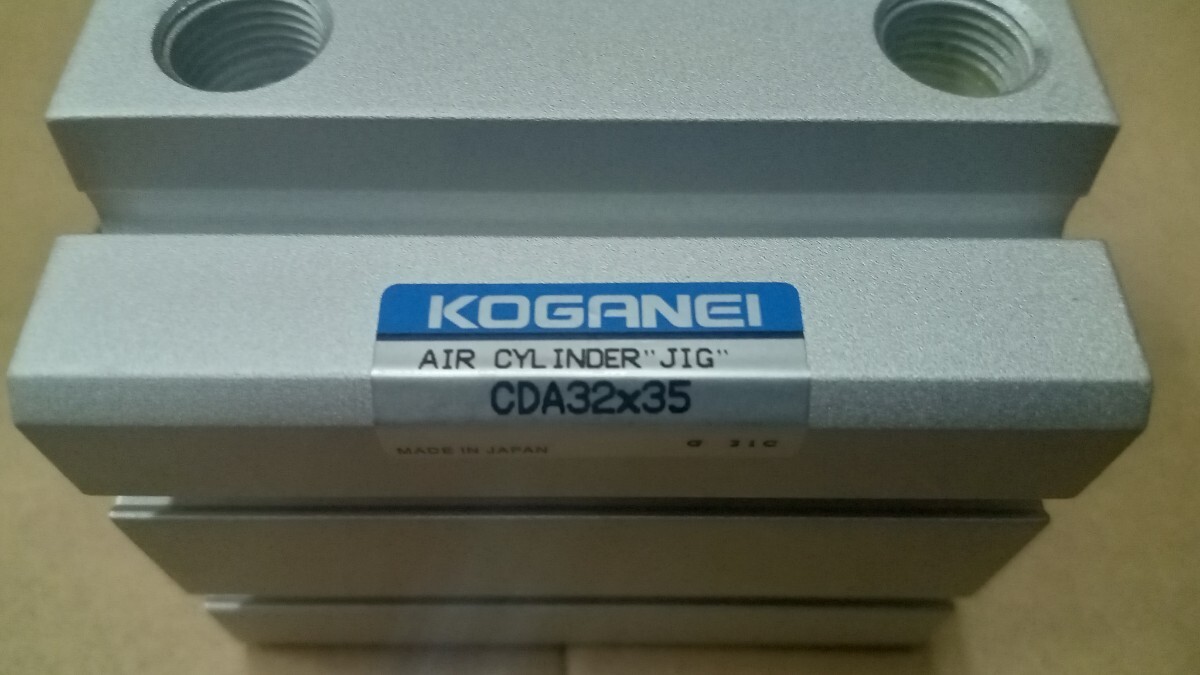 KOGANEI
AIR CYLINDER"JIG"
CDA32x35
MADE IN JAPAN